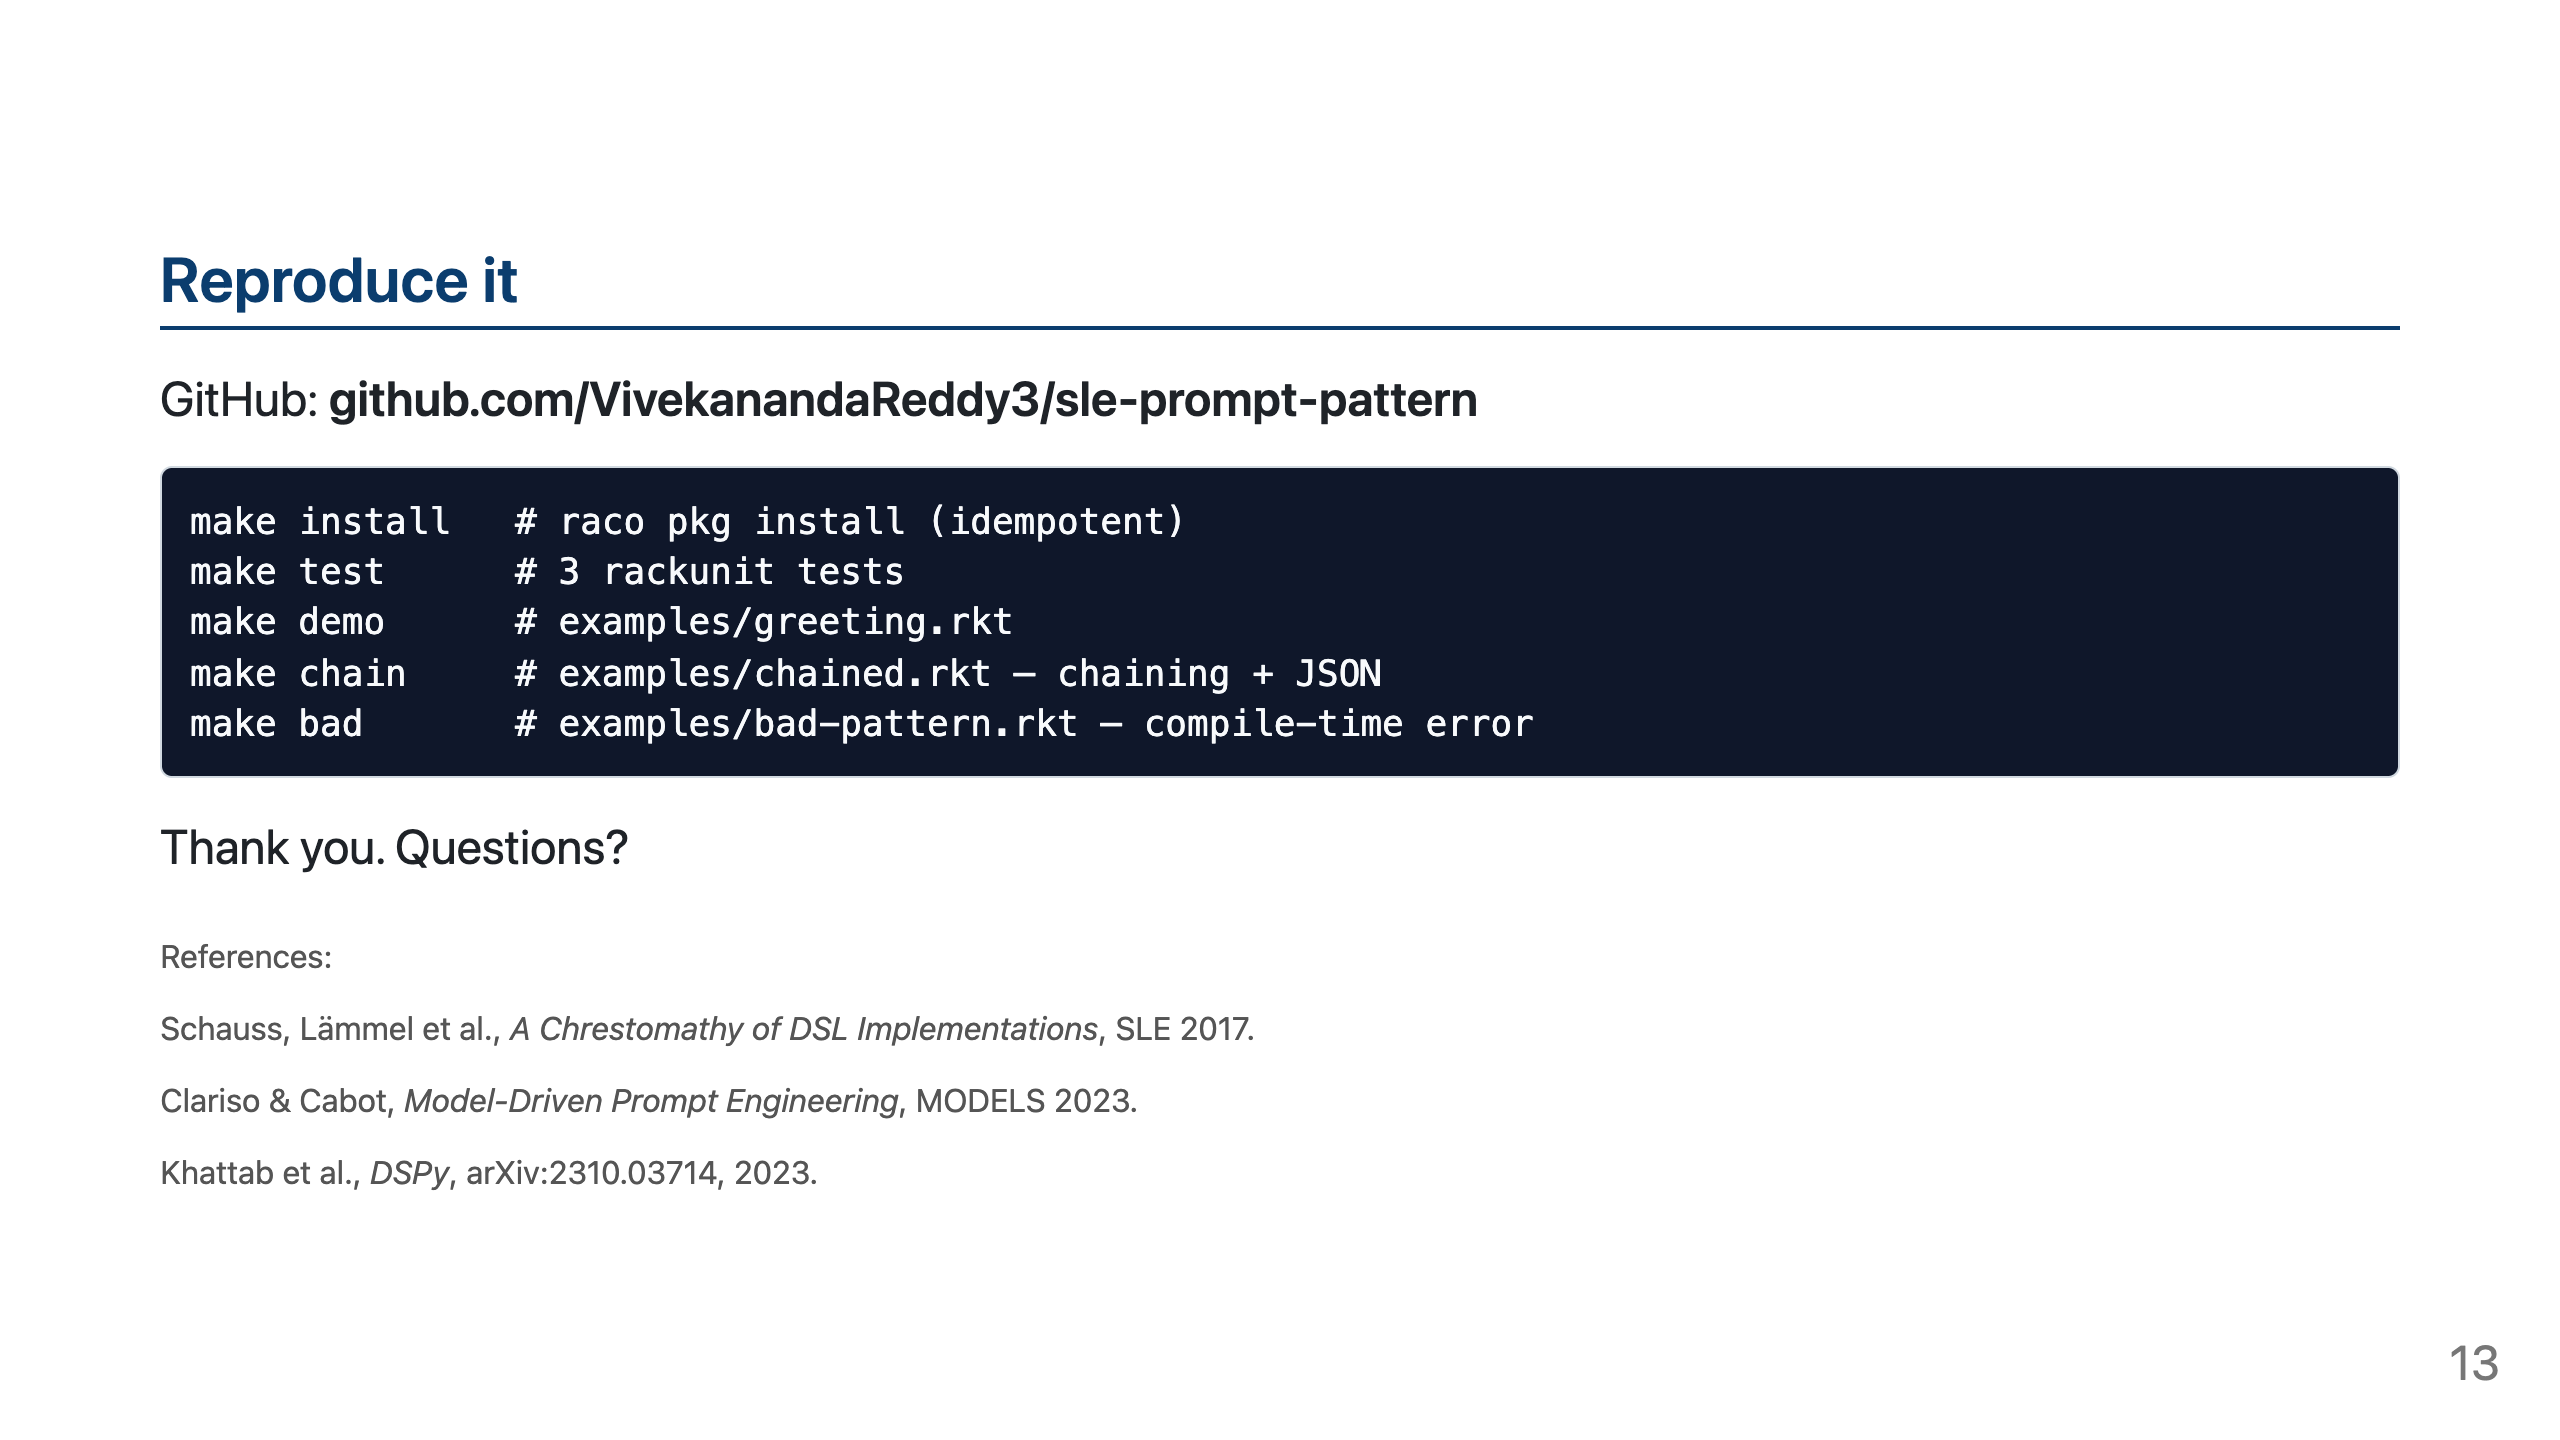 Reproduce it
GitHub: github.com/VivekanandaReddy3/sle-prompt-pattern
make install   # raco pkg install (idempotent)
make test      # 3 rackunit tests
make demo      # examples/greeting.rkt
make chain     # examples/chained.rkt — chaining + JSON
make bad       # examples/bad-pattern.rkt — compile-time error
Thank you. Questions?
References:
Schauss, Lämmel et al., A Chrestomathy of DSL Implementations, SLE 2017.
Clariso & Cabot, Model-Driven Prompt Engineering, MODELS 2023.
Khattab et al., DSPy, arXiv:2310.03714, 2023.
13